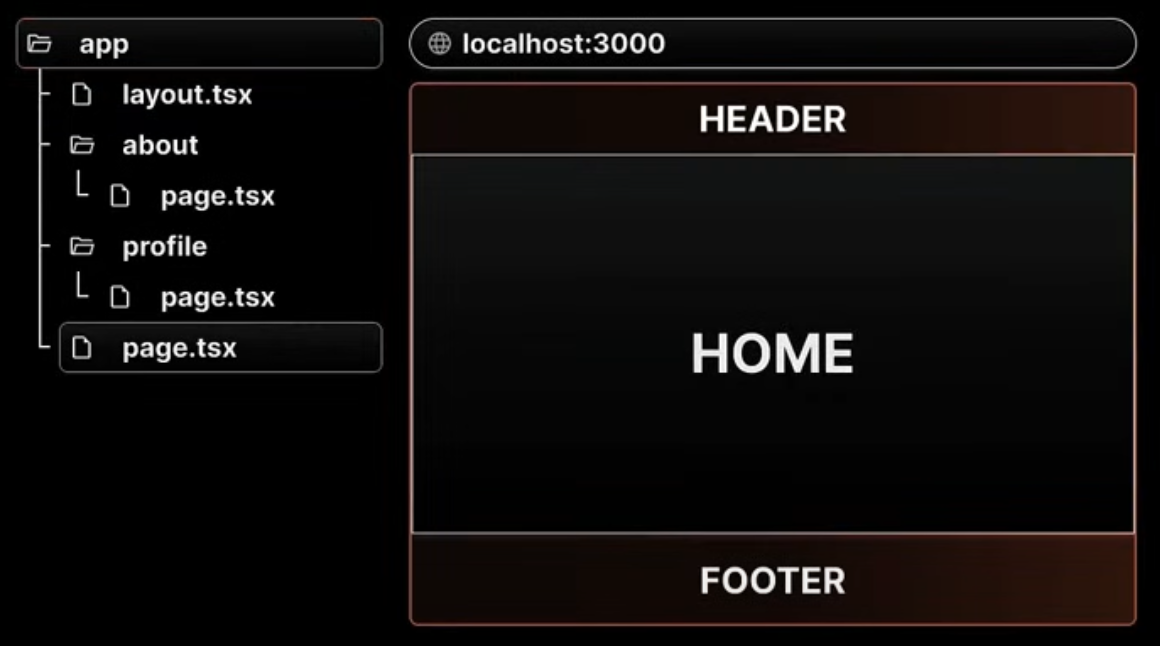 app
layout.tsx
about
page.tsx
profile
page.tsx
page.tsx
localhost:3000
HEADER
HOME
FOOTER